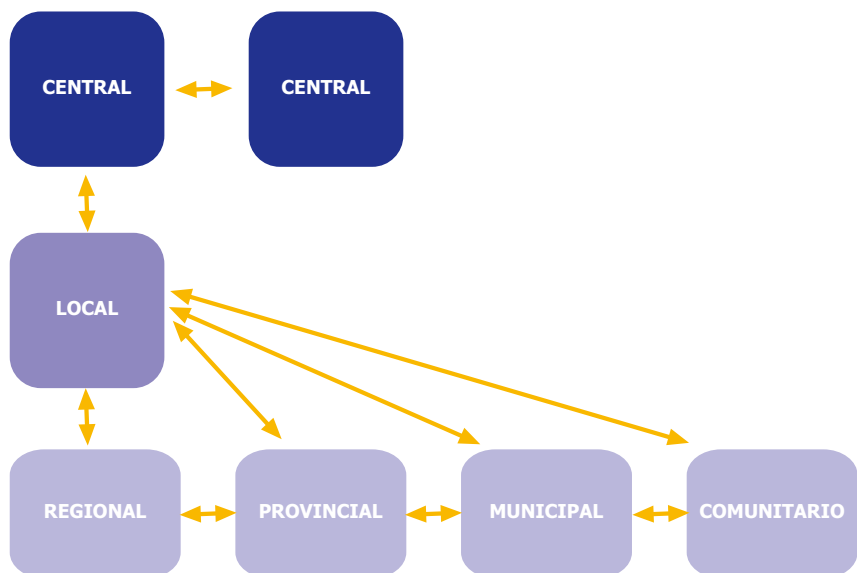 CENTRAL
CENTRAL
LOCAL
REGIONAL
PROVINCIAL
MUNICIPAL
COMUNITARIO